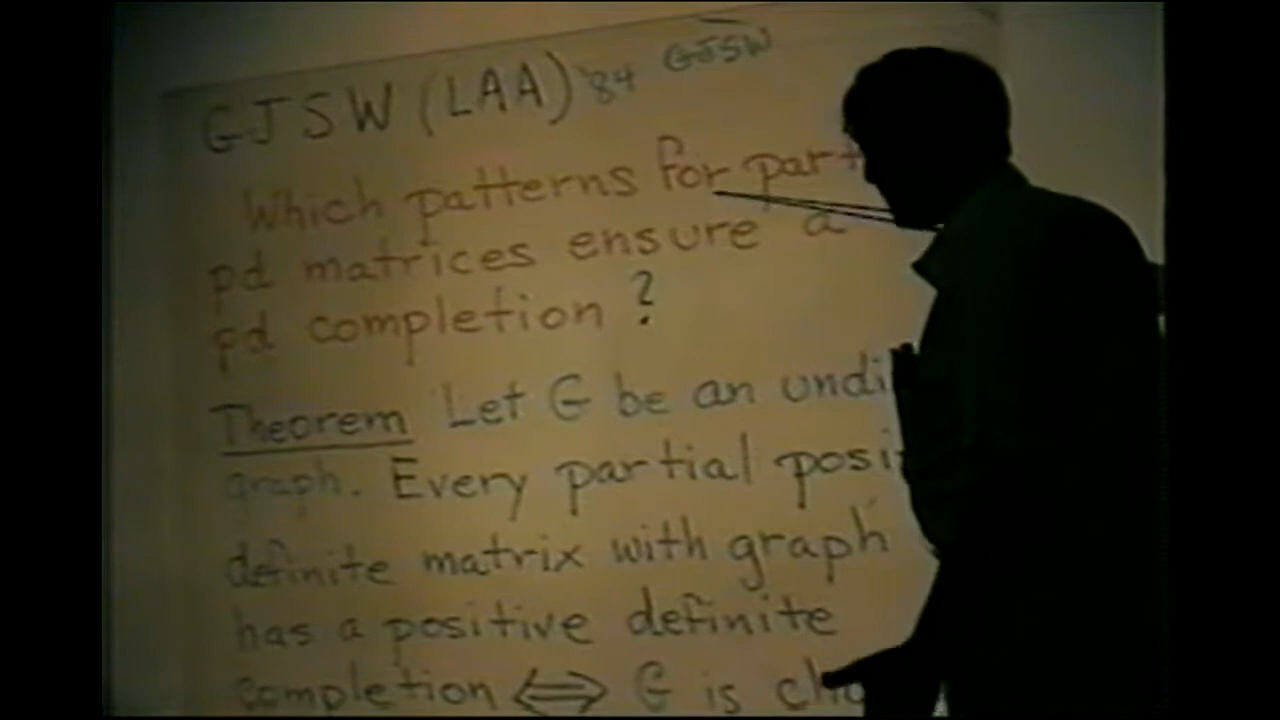 GJSW (LAA) '84 GJSW
Which patterns for part
pd matrices ensure a
pd completion ?
Theorem Let G be an undi
graph. Every partial posi
definite matrix with graph
has a positive definite
completion ⇔ G is cho